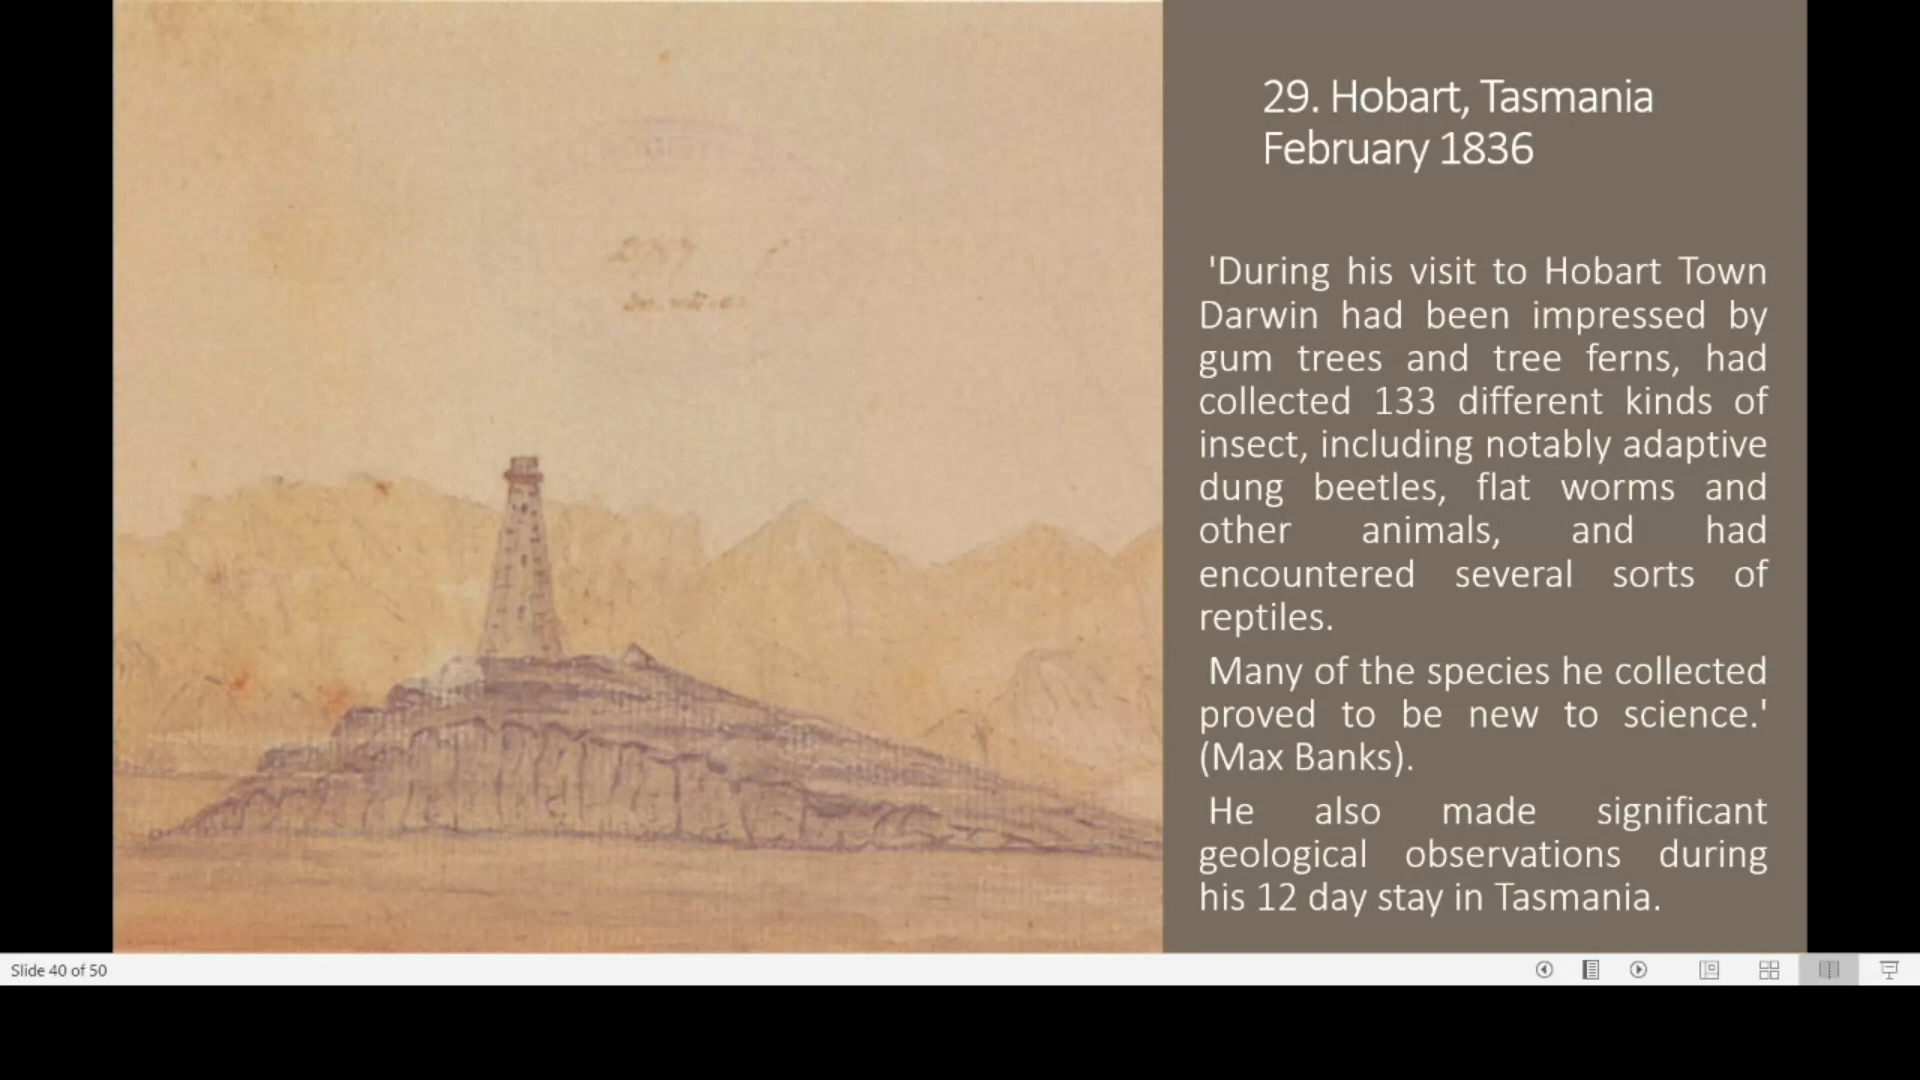 29. Hobart, Tasmania
February 1836
'During his visit to Hobart Town
Darwin had been impressed by
gum trees and tree ferns, had
collected 133 different kinds of
insect, including notably adaptive
dung beetles, flat worms and
other animals, and had
encountered several sorts of
reptiles.
Many of the species he collected
proved to be new to science.'
(Max Banks).
He also made significant
geological observations during
his 12 day stay in Tasmania.
Slide 40 of 50